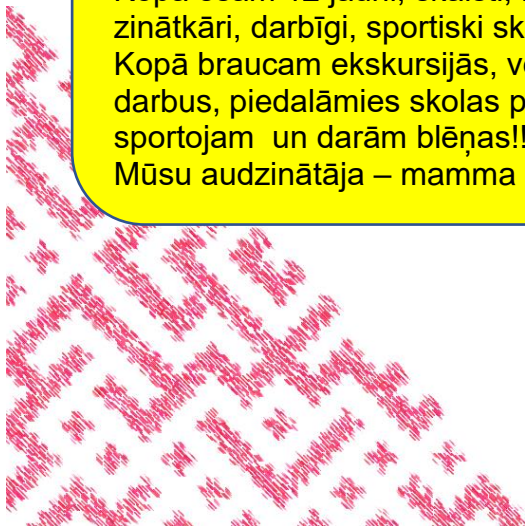 zinātkāri, darbīgi, sportiski
Kopā braucam ekskursijās,
darbus, piedalāmies skolas
sportojam un darām blēņas!!
Mūsu audzinātāja – mamma